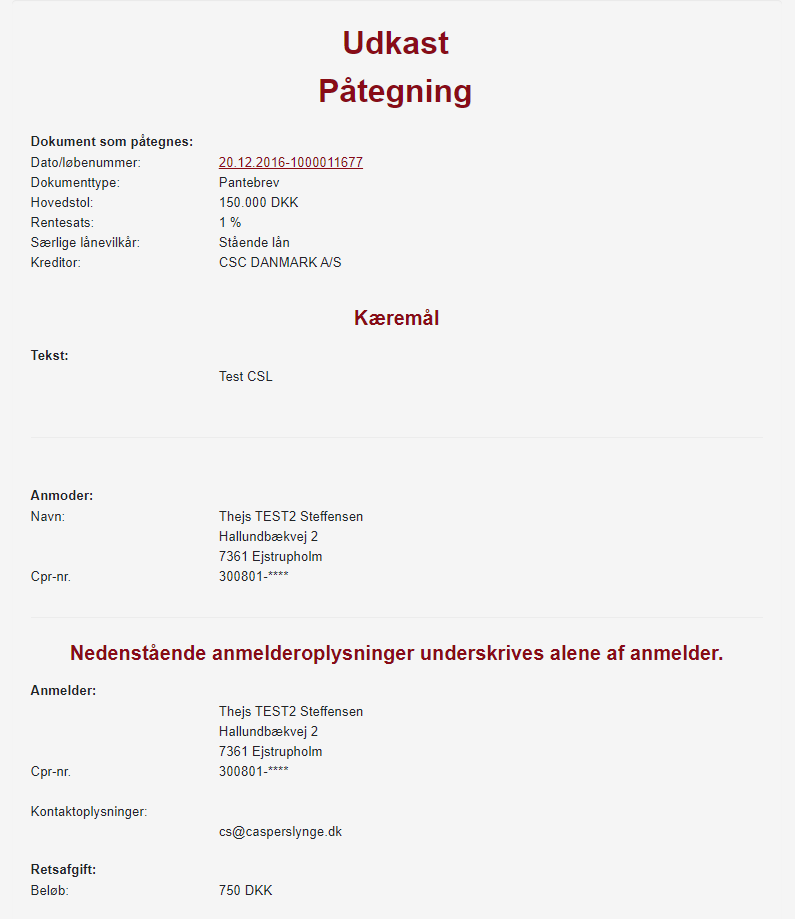 Udkast
Påtegning
Dokument som påtegnes:
Dato/løbenummer: 20.12.2016-1000011677
Dokumenttype: Pantebrev
Hovedstol: 150.000 DKK
Rentesats: 1 %
Særlige lånevilkår: Stående lån
Kreditor: CSC DANMARK A/S
Kæremål
Tekst:
Test CSL
Anmoder:
Navn: Thejs TEST2 Steffensen
Hallundbækvej 2
7361 Ejstrupholm
Cpr-nr. 300801-****
Nedenstående anmelderoplysninger underskrives alene af anmelder.
Anmelder:
Thejs TEST2 Steffensen
Hallundbækvej 2
7361 Ejstrupholm
Cpr-nr. 300801-****
Kontaktoplysninger:
cs@casperslynge.dk
Retsafgift:
Beløb: 750 DKK